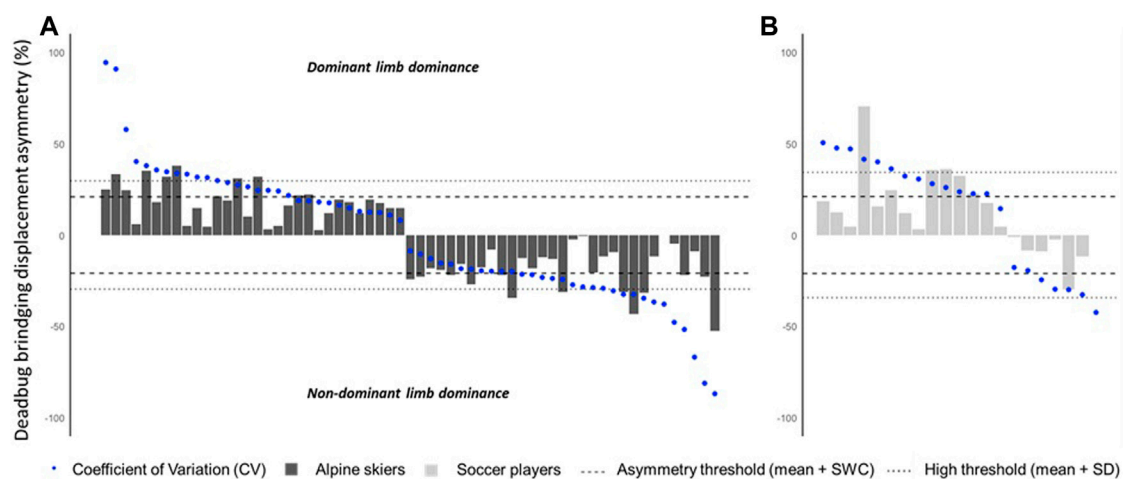 A
B
Deadbug brindging displacement asymmetry (%)
100
50
0
-50
-100
Dominant limb dominance
Non-dominant limb dominance
100
50
0
-50
-100
Coefficient of Variation (CV) Alpine skiers Soccer players Asymmetry threshold (mean + SWC) High threshold (mean + SD)